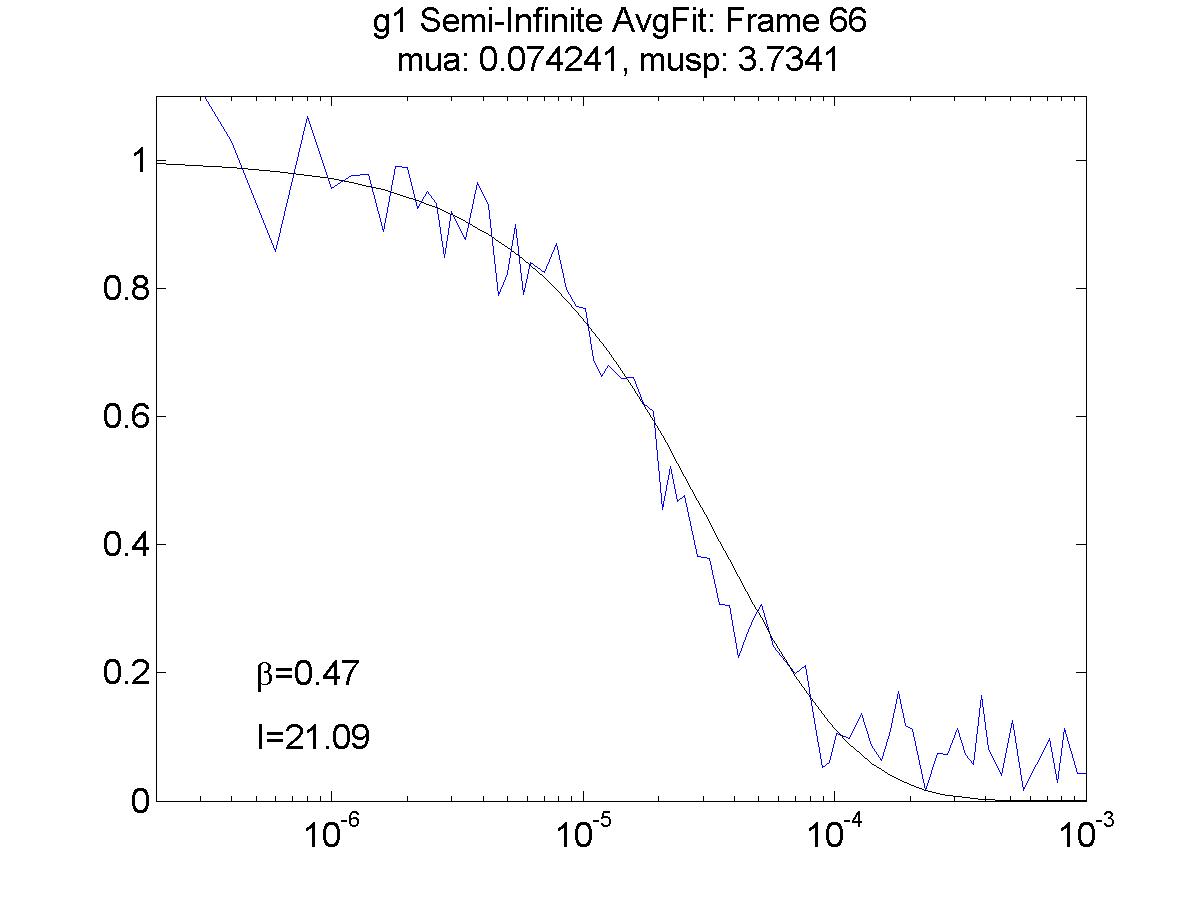 g1 Semi-Infinite AvgFit: Frame 66
mua: 0.074241, musp: 3.7341
1
0.8
0.6
0.4
0.2
0
β=0.47
I=21.09
10^-6
10^-5
10^-4
10^-3